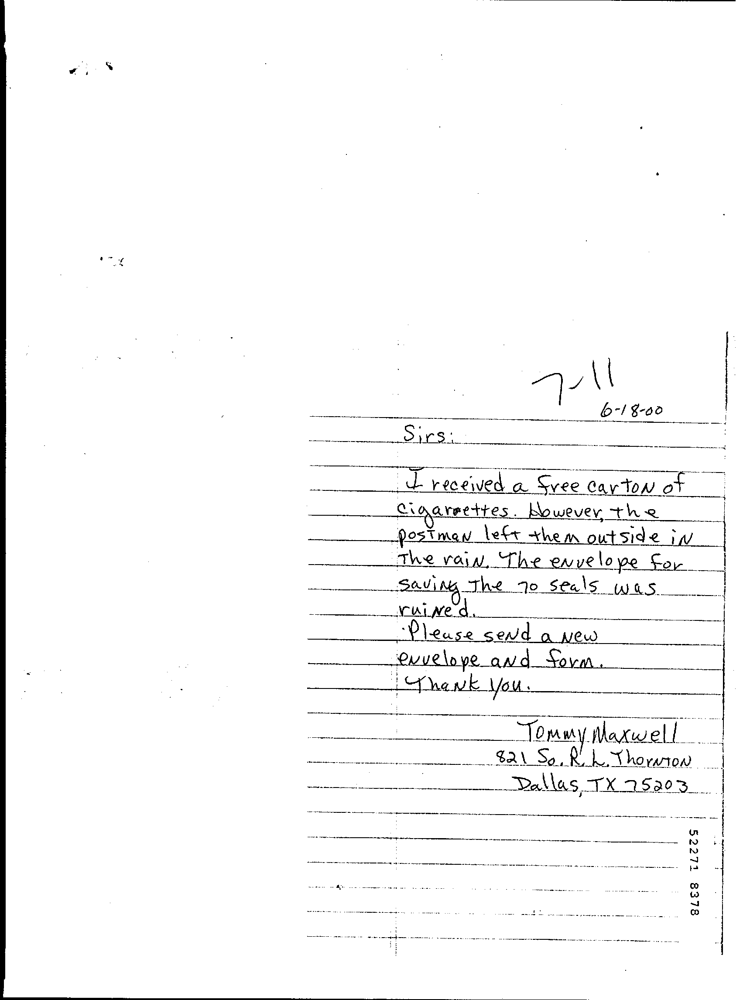 7-11
6-18-00
Sirs:
I received a free carton of
cigarrettes. However, the
postman left them outside in
the rain. The envelope for
saving the 70 seals was
ruined.
Please send a new
envelope and form.
Thank you.
Tommy Maxwell
821 So. R. L. Thornton
Dallas, TX 75203
52271 8378